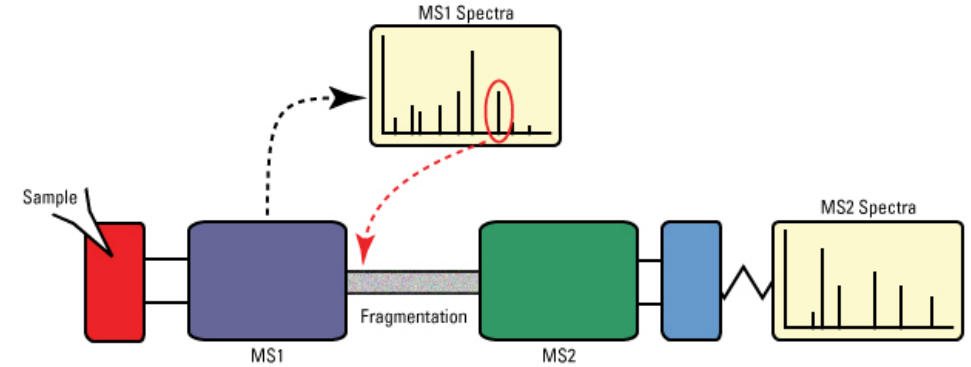 MS1 Spectra
Sample
MS2 Spectra
Fragmentation
MS1
MS2